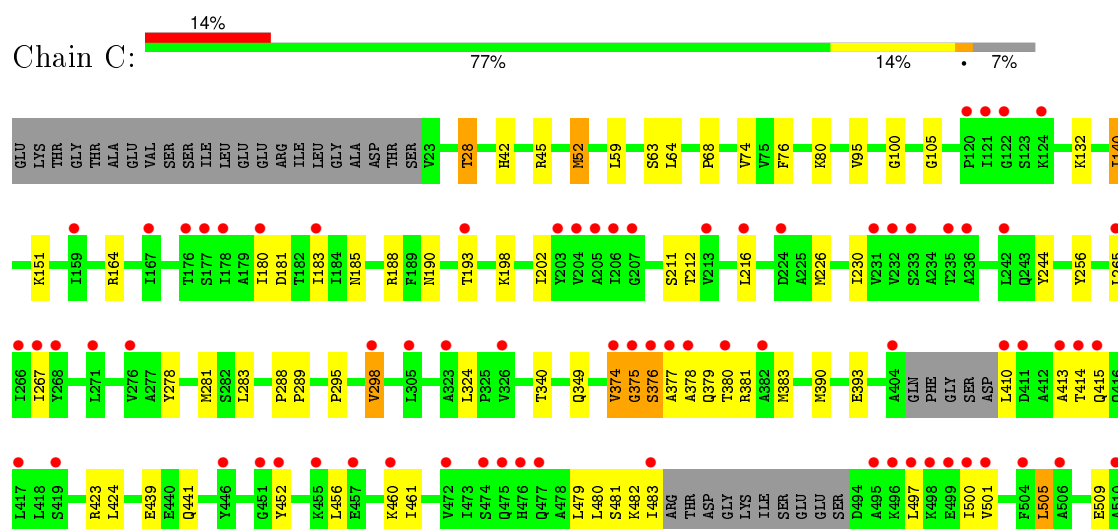 14%
Chain C:
77% 14% • 7%
GLU LYS THR GLY THR ALA GLU VAL SER SER ILE LEU GLU GLU ARG ILE LEU GLY ALA ASP THR SER V23 T28 H42 R45 M52 L59 S63 L64 P68 V74 V75 F76 K80 V95 G100 G105 P120 I121 G122 S123 K124 K132 I140
K151 I159 R164 I167 T176 S177 I178 A179 I180 D181 T182 I183 I184 N185 R188 F189 N190 T193 K198 I202 Y203 V204 A205 I206 G207 S211 T212 V213 L216 D224 A225 M226 I230 V231 V232 S233 A234 T235 A236 L242 Q243 Y244 Y256
I266 I267 Y268 L271 V276 A277 Y278 M281 S282 L283 P288 P289 P295 V298 L305 A323 L324 P325 V326 T340 Q349 V374 G375 S376 A377 A378 Q379 T380 R381 A382 M383 M390 E393 A404 GLN PHE GLY SER ASP L410 D411 A412 A413 T414 Q415 Q416
L417 L418 S419 R423 L424 E439 E440 Q441 Y446 G451 Y452 K455 L456 E457 K460 I461 V472 I473 S474 Q475 H476 Q477 A478 L479 L480 S481 K482 I483 ARG THR ASP GLY LYS ILE SER GLU GLU SER D494 A495 K496 L497 K498 E499 I500 V501 F504 L505 A506 E509